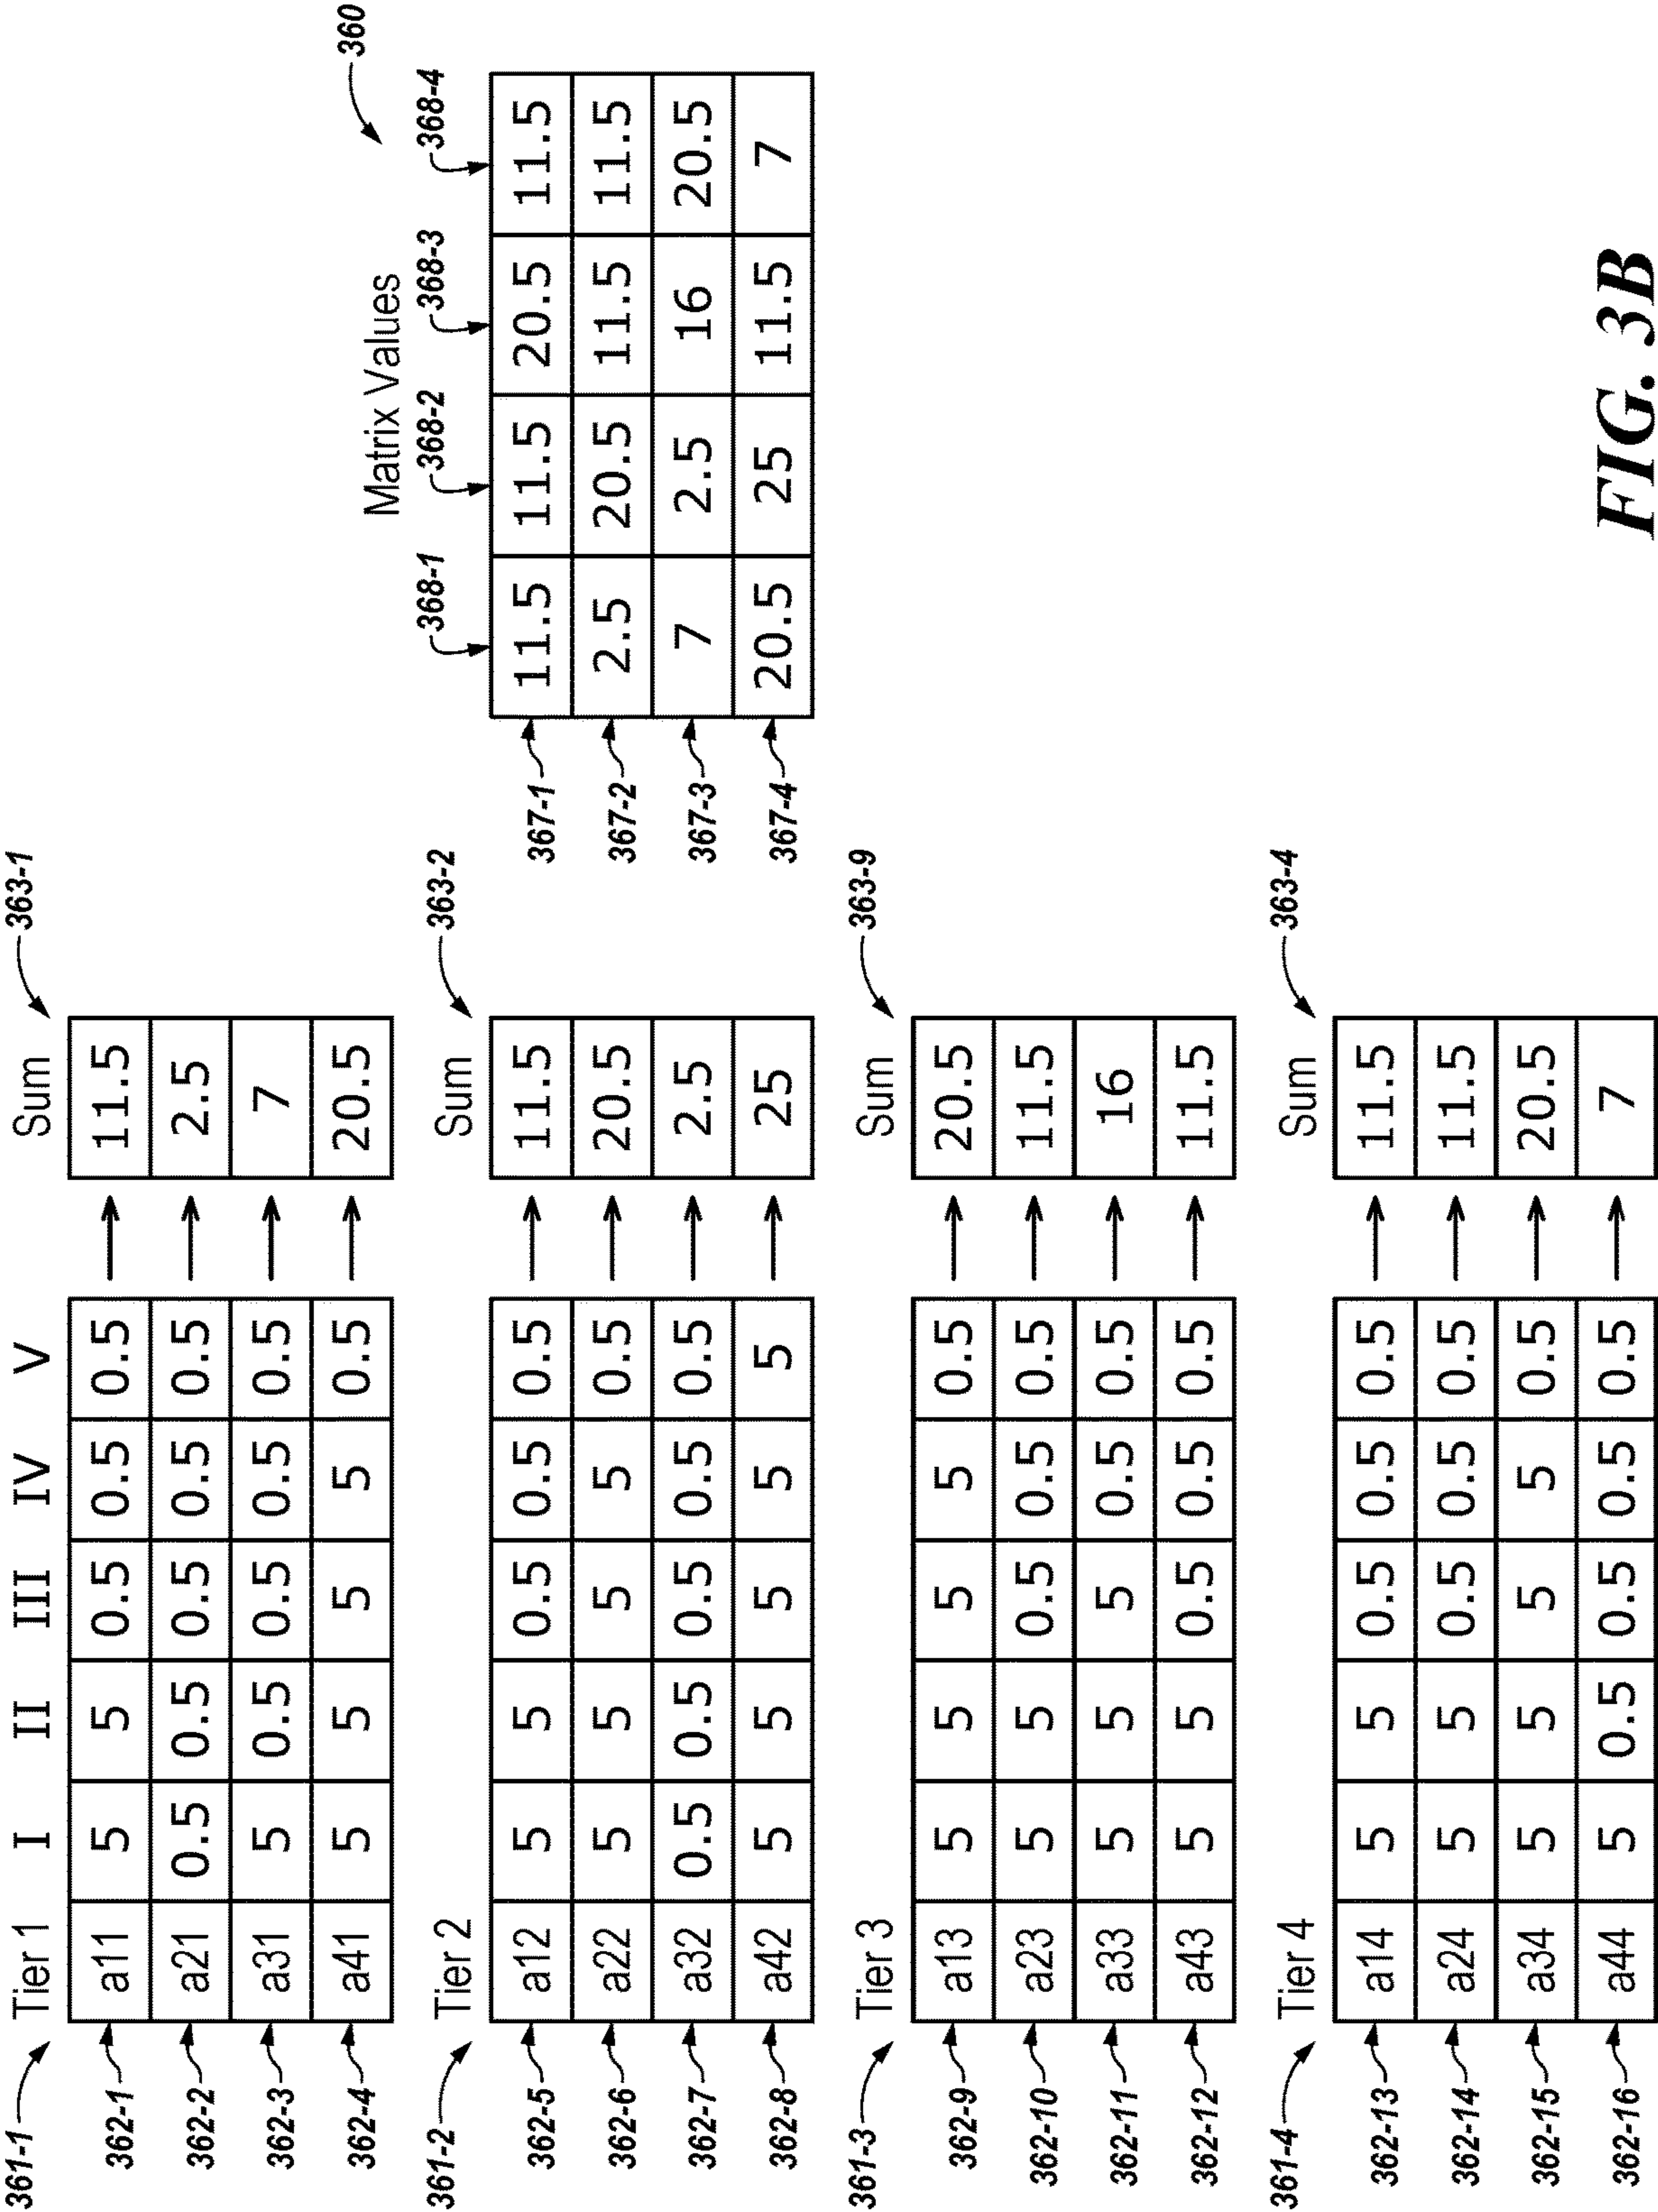 361-1 Tier 1 I II III IV V Sum 363-1
362-1 a11 5 5 0.5 0.5 0.5 11.5
362-2 a21 0.5 0.5 0.5 0.5 0.5 2.5
362-3 a31 5 0.5 0.5 0.5 0.5 7
362-4 a41 5 5 5 5 0.5 20.5
361-2 Tier 2 Sum 363-2
362-5 a12 5 5 0.5 0.5 0.5 11.5
362-6 a22 5 5 5 5 0.5 20.5
362-7 a32 0.5 0.5 0.5 0.5 0.5 2.5
362-8 a42 5 5 5 5 5 25
361-3 Tier 3 Sum 363-9
362-9 a13 5 5 5 5 0.5 20.5
362-10 a23 5 5 0.5 0.5 0.5 11.5
362-11 a33 5 5 5 0.5 0.5 16
362-12 a43 5 5 0.5 0.5 0.5 11.5
361-4 Tier 4 Sum 363-4
362-13 a14 5 5 0.5 0.5 0.5 11.5
362-14 a24 5 5 0.5 0.5 0.5 11.5
362-15 a34 5 5 5 5 0.5 20.5
362-16 a44 5 0.5 0.5 0.5 0.5 7
360
Matrix Values
368-1 368-2 368-3 368-4
367-1 11.5 11.5 20.5 11.5
367-2 2.5 20.5 11.5 11.5
367-3 7 2.5 16 20.5
367-4 20.5 25 11.5 7
FIG. 3B